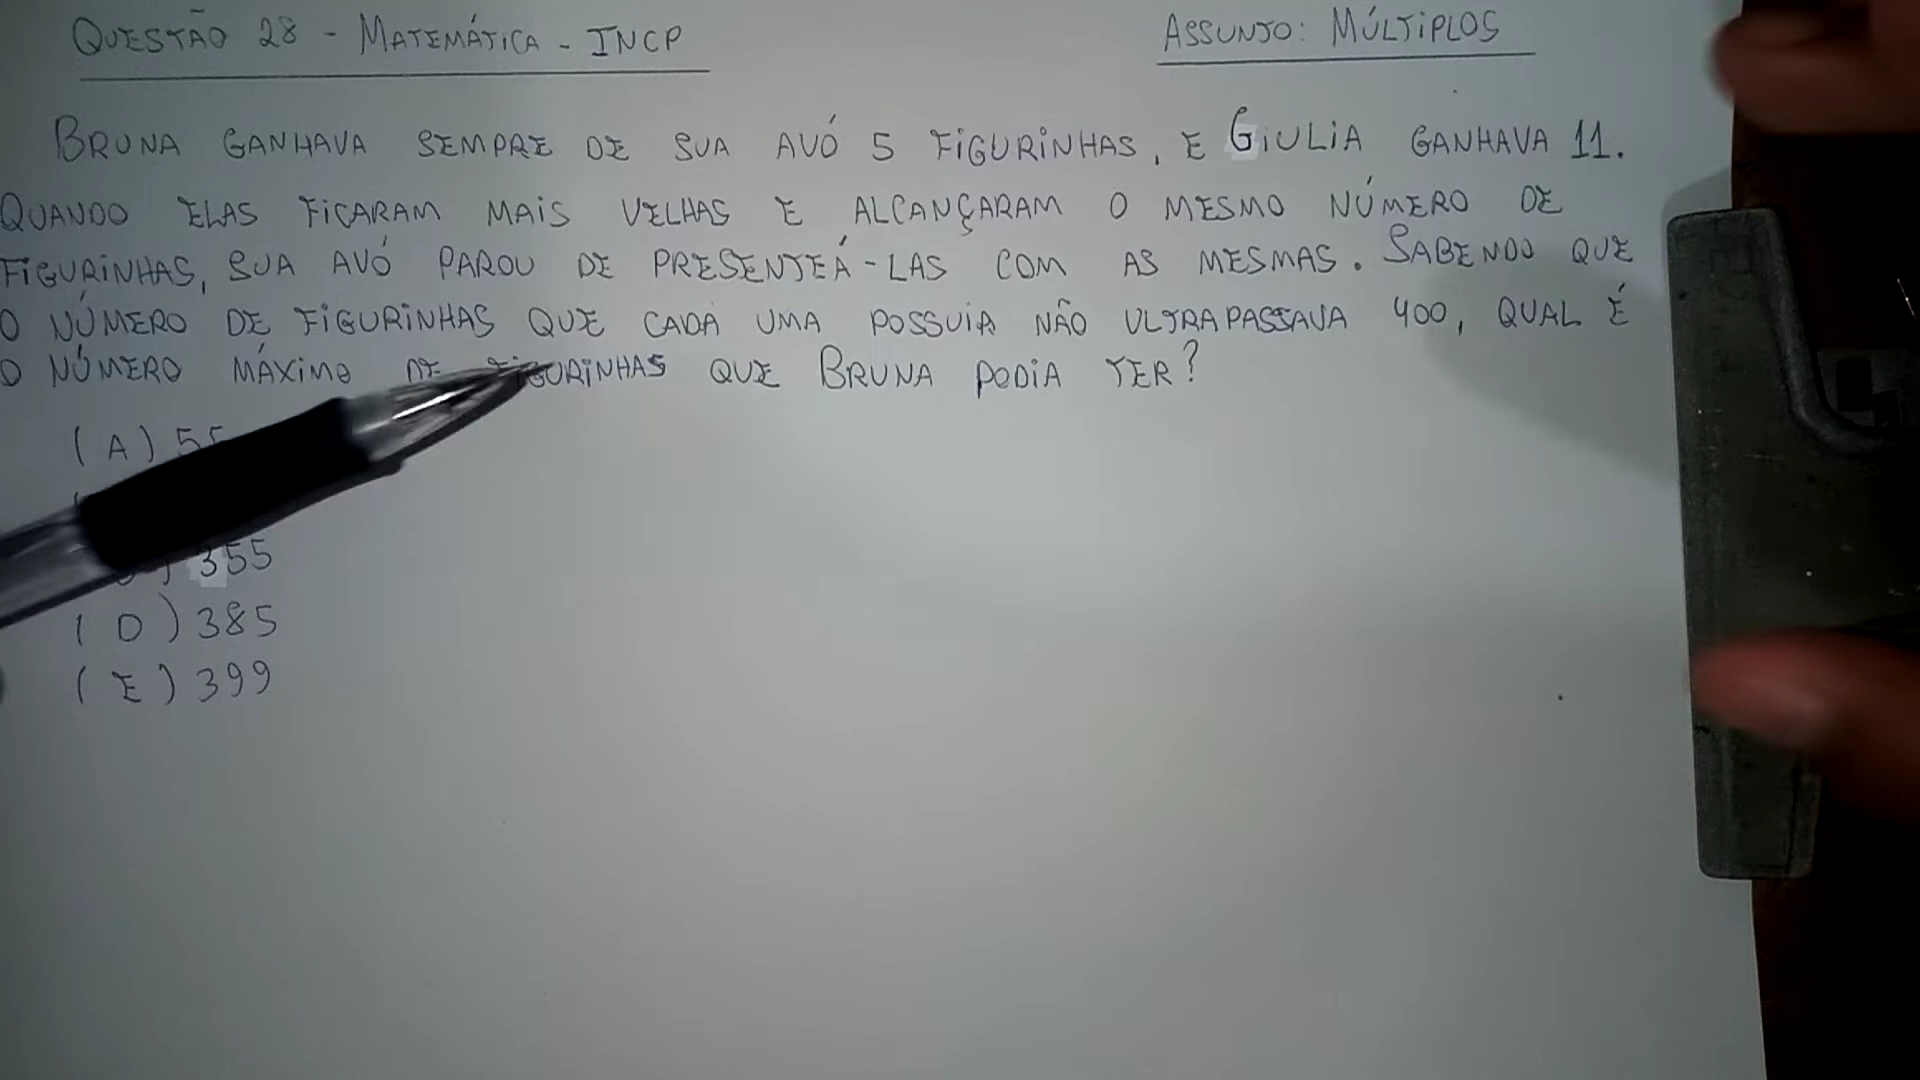 QUESTÃO 28 - MATEMÁTICA - INCP
ASSUNTO: MÚLTIPLOS
BRUNA GANHAVA SEMPRE DE SUA AVÓ 5 FIGURINHAS, E GIULIA GANHAVA 11.
QUANDO ELAS FICARAM MAIS VELHAS E ALCANÇARAM O MESMO NÚMERO DE
FIGURINHAS, SUA AVÓ PAROU DE PRESENTEÁ-LAS COM AS MESMAS. SABENDO QUE
O NÚMERO DE FIGURINHAS QUE CADA UMA POSSUIA NÃO ULTRAPASSAVA 400, QUAL É
O NÚMERO MÁXIMO DE FIGURINHAS QUE BRUNA PODIA TER?
(A) 55
) 355
(D) 385
(E) 399